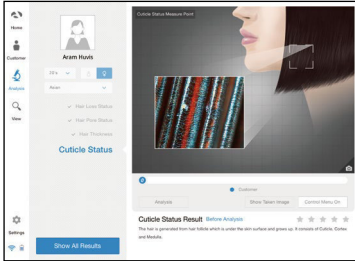 Home
Customer
Analysis
View
Settings
Aram Huvis
20's
Asian
Hair Loss Status
Hair Pore Status
Hair Thickness
Cuticle Status
Show All Results
Cuticle Status Measure Point
Customer
Analysis
Show Taken Image
Control Menu On
Cuticle Status Result Before Analysis
The hair is generated from hair follicle which is under the skin surface and grows up. It consists of Cuticle, Cortex
and Medulla.